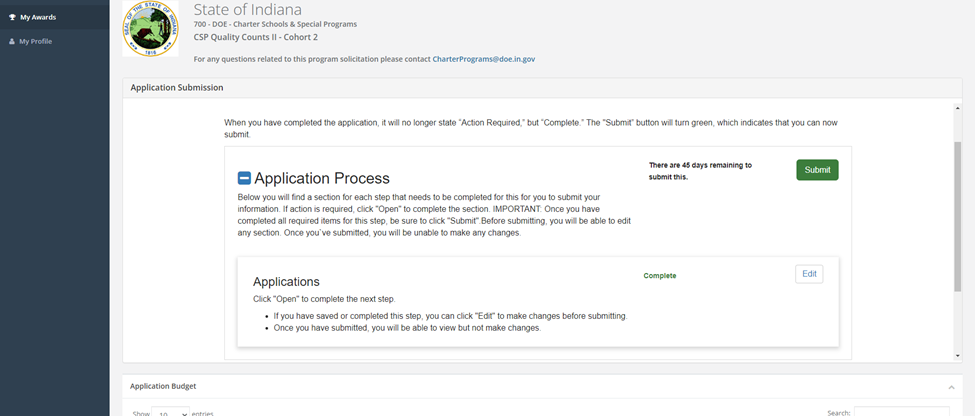 My Awards
My Profile
State of Indiana
700 - DOE - Charter Schools & Special Programs
CSP Quality Counts II - Cohort 2
For any questions related to this program solicitation please contact CharterPrograms@doe.in.gov
Application Submission
When you have completed the application, it will no longer state "Action Required," but "Complete." The "Submit" button will turn green, which indicates that you can now
submit.
There are 45 days remaining to
submit this.
Submit
Application Process
Below you will find a section for each step that needs to be completed for this for you to submit your
information. If action is required, click "Open" to complete the section. IMPORTANT: Once you have
completed all required items for this step, be sure to click "Submit".Before submitting, you will be able to edit
any section. Once you`ve submitted, you will be unable to make any changes.
Applications
Complete
Edit
Click "Open" to complete the next step.
If you have saved or completed this step, you can click "Edit" to make changes before submitting.
Once you have submitted, you will be able to view but not make changes.
Application Budget
Show 10 entries
Search:
SEAL OF THE STATE OF INDIANA
1816